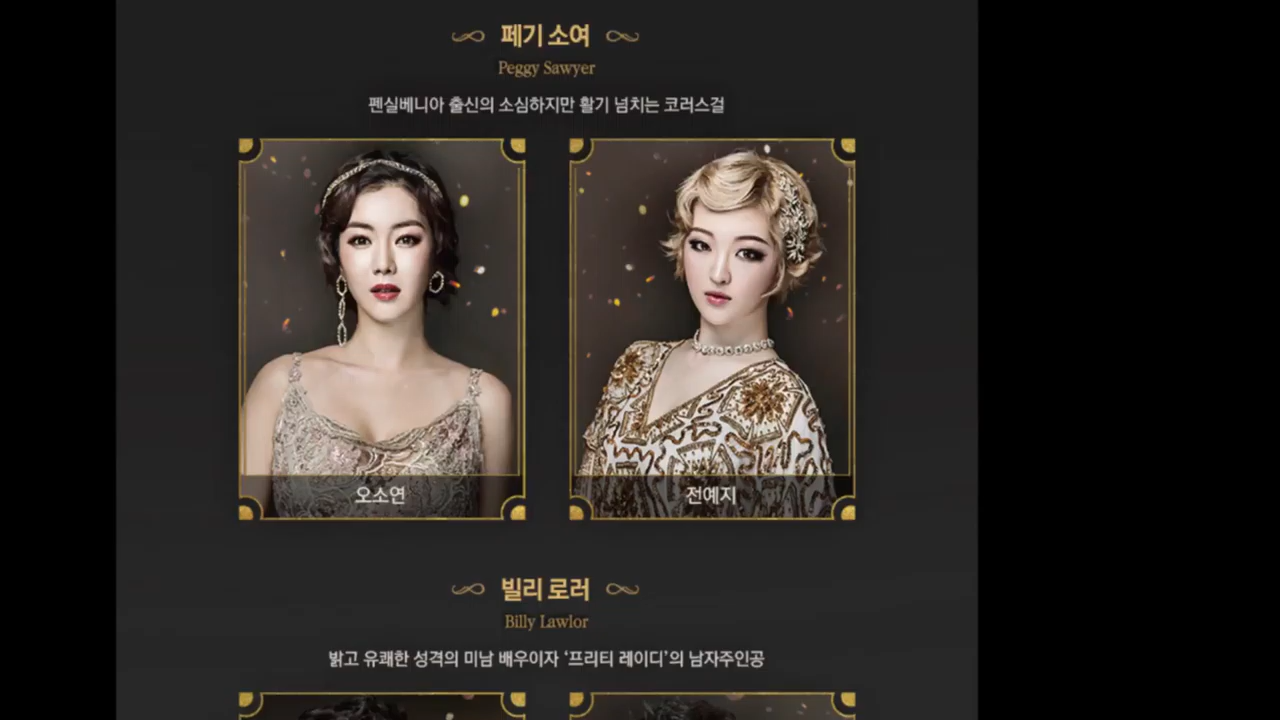 페기 소여
Peggy Sawyer
펜실베니아 출신의 소심하지만 활기 넘치는 코러스걸
오소연
전예지
빌리 로러
Billy Lawlor
밝고 유쾌한 성격의 미남 배우이자 ‘프리티 레이디’의 남자주인공